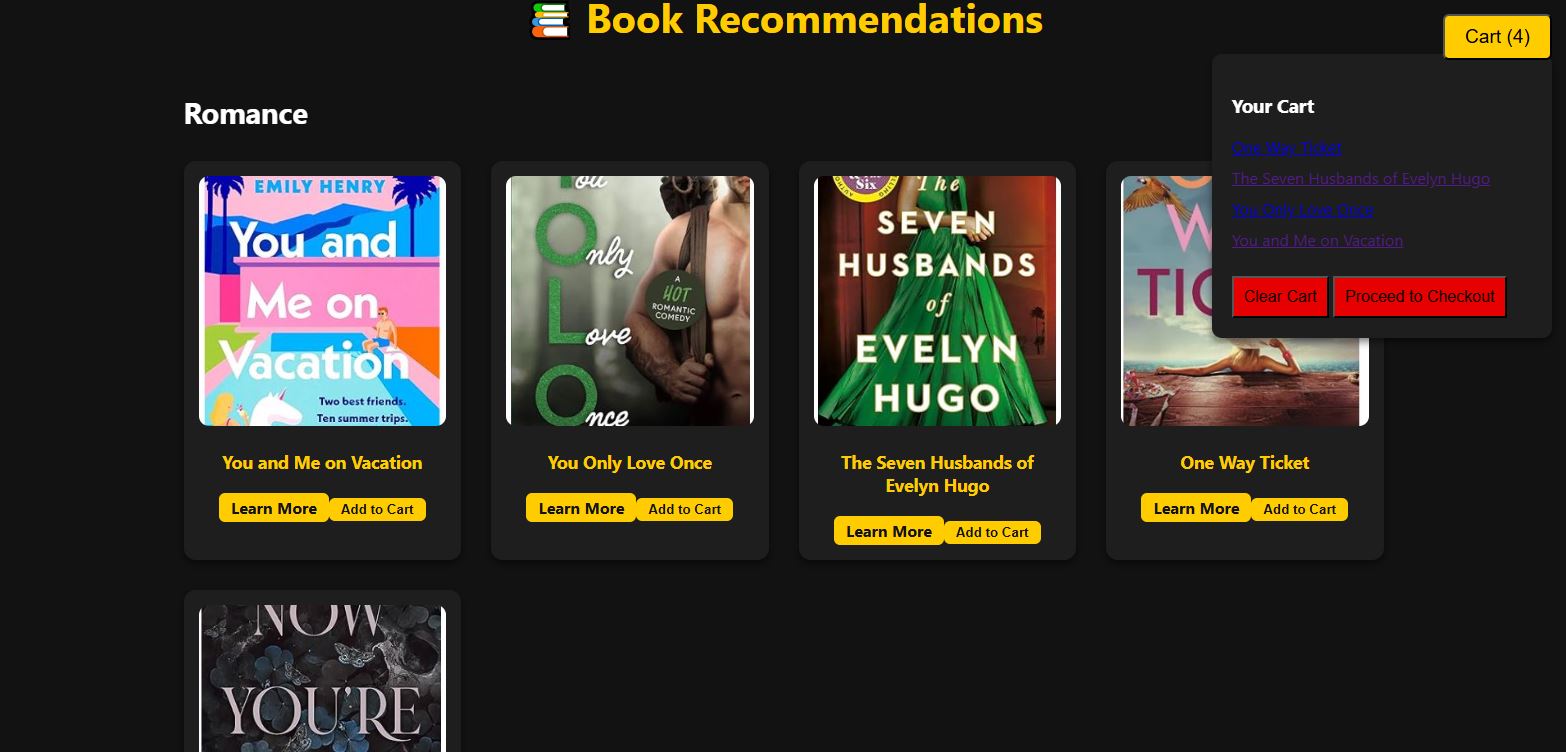 📚 Book Recommendations
Cart (4)
Your Cart
One Way Ticket
The Seven Husbands of Evelyn Hugo
You Only Love Once
You and Me on Vacation
Clear Cart
Proceed to Checkout
Romance
EMILY HENRY
You and
Me on
Vacation
Two best friends.
Ten summer trips.
You and Me on Vacation
Learn More
Add to Cart
You
Only
Love
Once
A
HOT
ROMANTIC
COMEDY
You Only Love Once
Learn More
Add to Cart
Six
The
SEVEN
HUSBANDS
of
EVELYN
HUGO
The Seven Husbands of
Evelyn Hugo
Learn More
Add to Cart
One Way Ticket
Learn More
Add to Cart
NOW
YOU'RE